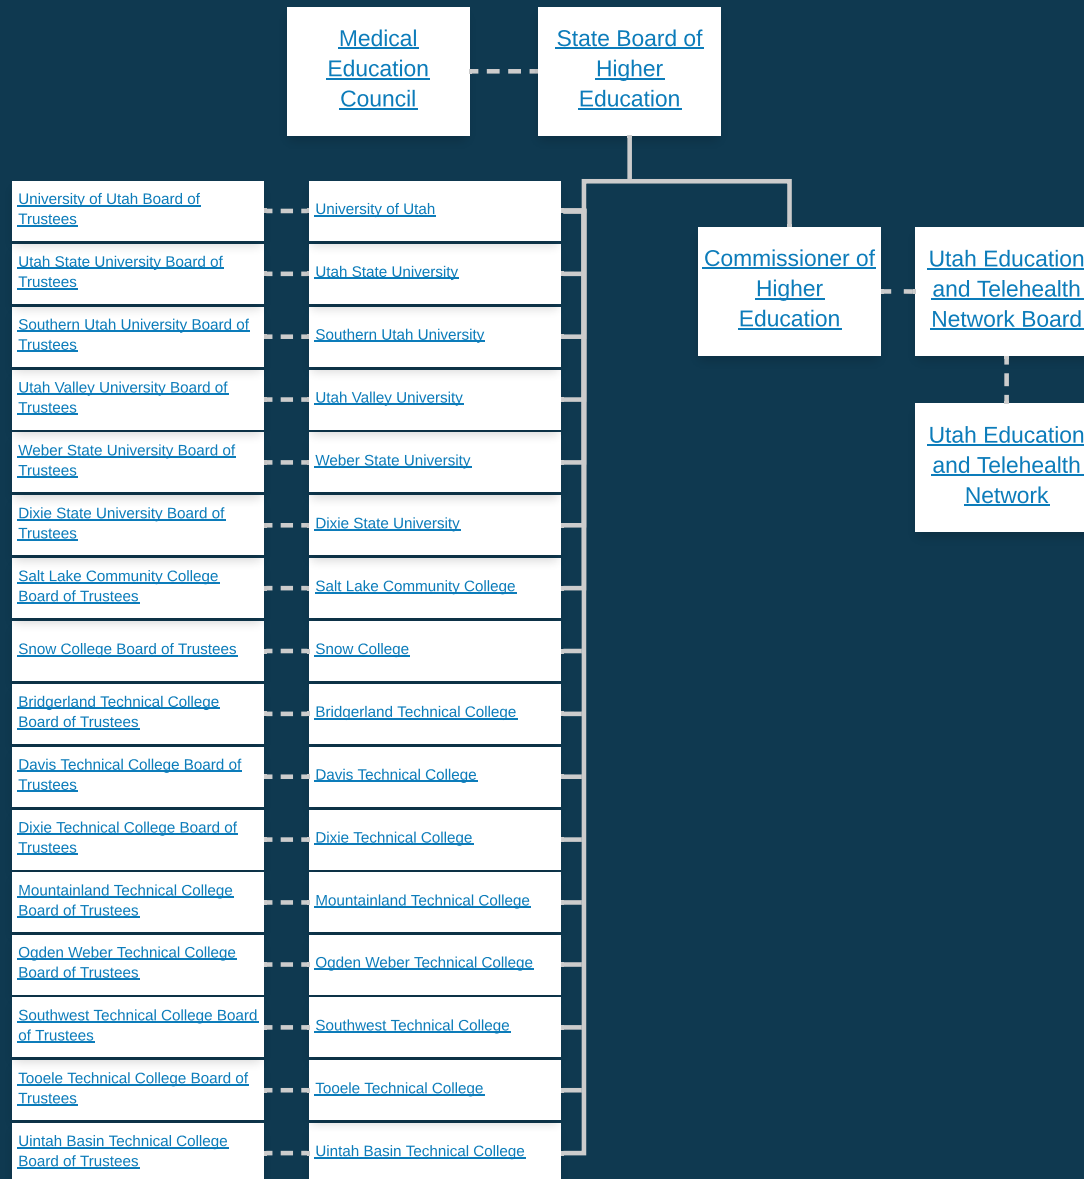 Medical
Education
Council
State Board of
Higher
Education
Commissioner of
Higher
Education
Utah Education
and Telehealth
Network Board
Utah Education
and Telehealth
Network
University of Utah Board of
Trustees
University of Utah
Utah State University Board of
Trustees
Utah State University
Southern Utah University Board of
Trustees
Southern Utah University
Utah Valley University Board of
Trustees
Utah Valley University
Weber State University Board of
Trustees
Weber State University
Dixie State University Board of
Trustees
Dixie State University
Salt Lake Community College
Board of Trustees
Salt Lake Community College
Snow College Board of Trustees
Snow College
Bridgerland Technical College
Board of Trustees
Bridgerland Technical College
Davis Technical College Board of
Trustees
Davis Technical College
Dixie Technical College Board of
Trustees
Dixie Technical College
Mountainland Technical College
Board of Trustees
Mountainland Technical College
Ogden Weber Technical College
Board of Trustees
Ogden Weber Technical College
Southwest Technical College Board
of Trustees
Southwest Technical College
Tooele Technical College Board of
Trustees
Tooele Technical College
Uintah Basin Technical College
Board of Trustees
Uintah Basin Technical College